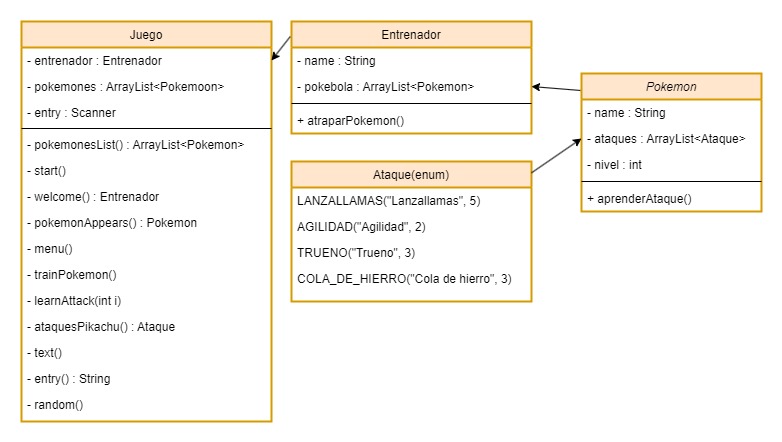 Juego
- entrenador : Entrenador
- pokemones : ArrayList<Pokemoon>
- entry : Scanner
- pokemonesList() : ArrayList<Pokemon>
- start()
- welcome() : Entrenador
- pokemonAppears() : Pokemon
- menu()
- trainPokemon()
- learnAttack(int i)
- ataquesPikachu() : Ataque
- text()
- entry() : String
- random()
Entrenador
- name : String
- pokebola : ArrayList<Pokemon>
+ atraparPokemon()
Ataque(enum)
LANZALLAMAS("Lanzallamas", 5)
AGILIDAD("Agilidad", 2)
TRUENO("Trueno", 3)
COLA_DE_HIERRO("Cola de hierro", 3)
Pokemon
- name : String
- ataques : ArrayList<Ataque>
- nivel : int
+ aprenderAtaque()